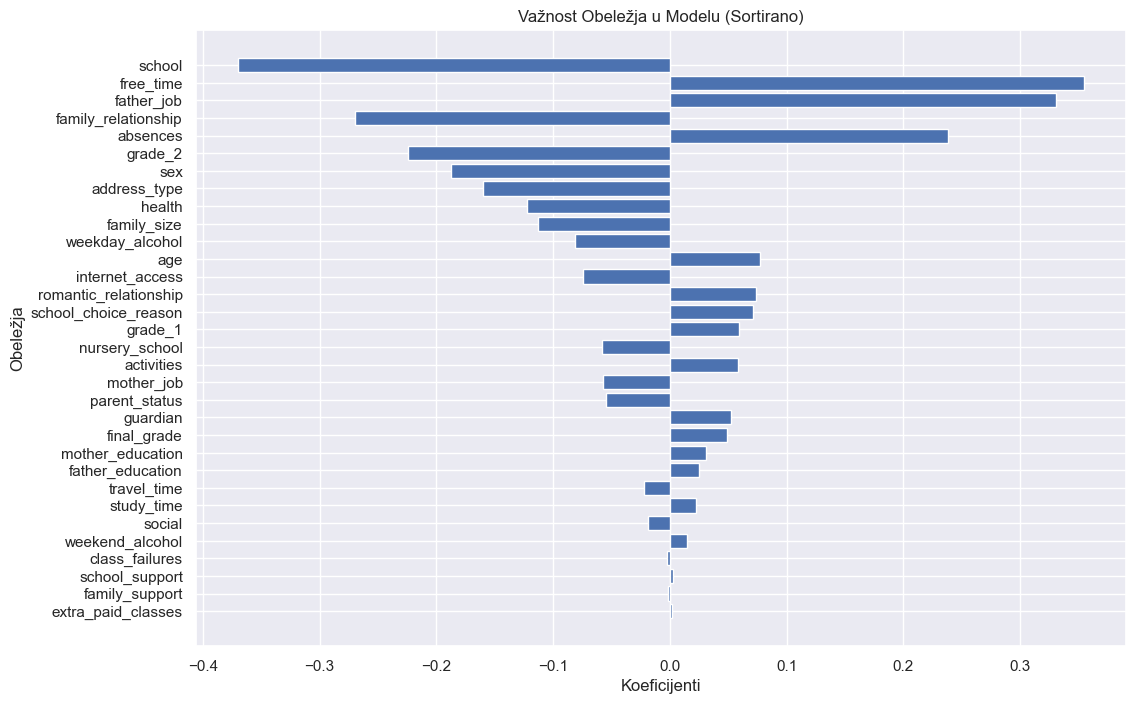 Važnost Obeležja u Modelu (Sortirano)
Obeležja
school
free_time
father_job
family_relationship
absences
grade_2
sex
address_type
health
family_size
weekday_alcohol
age
internet_access
romantic_relationship
school_choice_reason
grade_1
nursery_school
activities
mother_job
parent_status
guardian
final_grade
mother_education
father_education
travel_time
study_time
social
weekend_alcohol
class_failures
school_support
family_support
extra_paid_classes
−0.4 −0.3 −0.2 −0.1 0.0 0.1 0.2 0.3
Koeficijenti